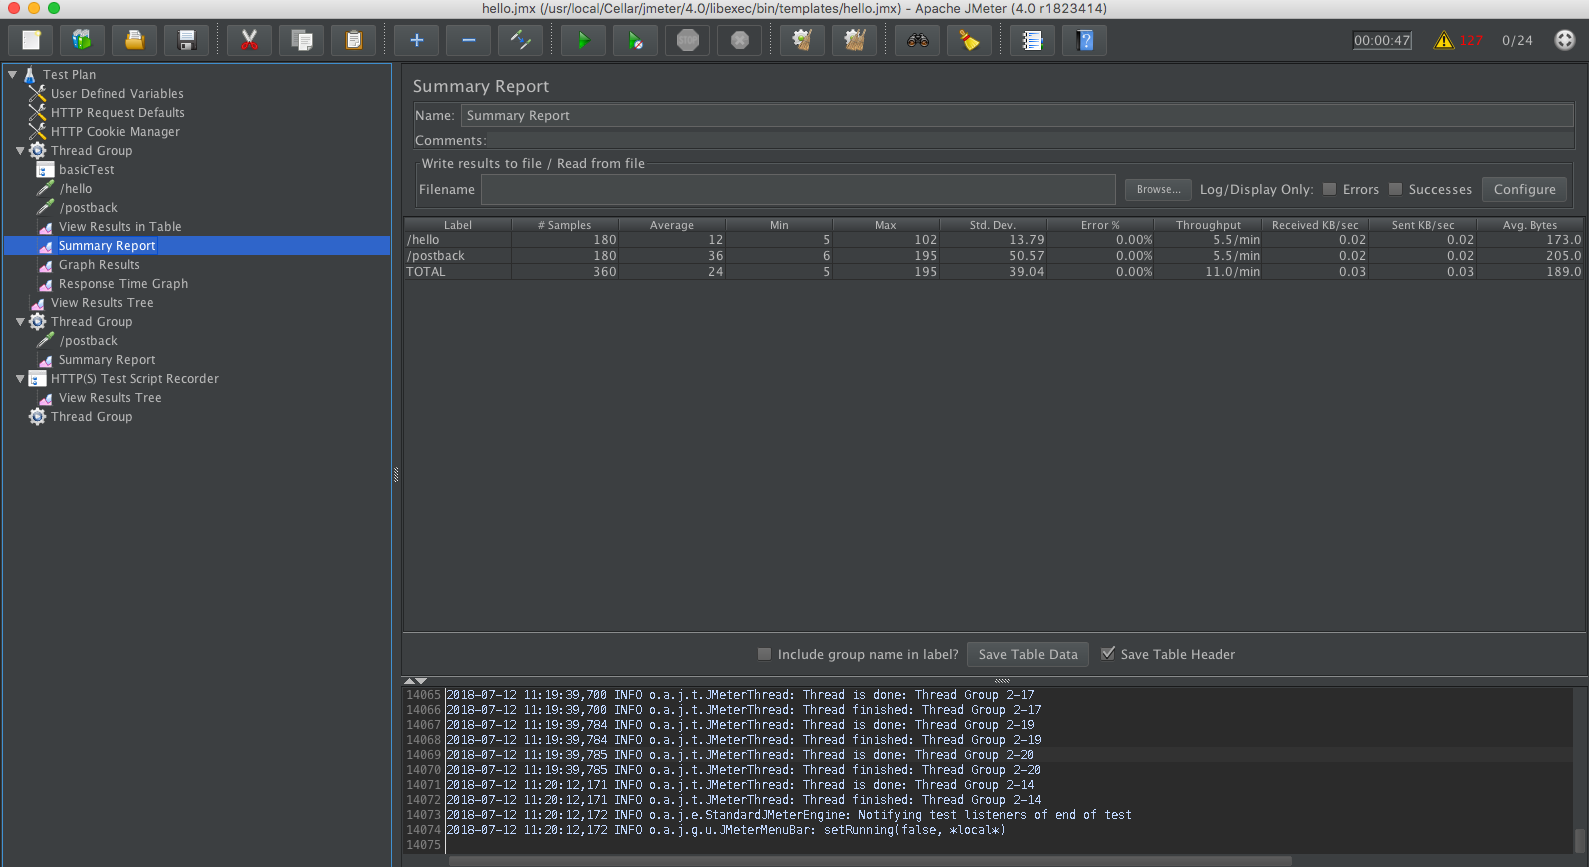 hello.jmx (/usr/local/Cellar/jmeter/4.0/libexec/bin/templates/hello.jmx) - Apache JMeter (4.0 r1823414)
STOP
00:00:47 127 0/24
Test Plan
User Defined Variables
HTTP Request Defaults
HTTP Cookie Manager
Thread Group
basicTest
/hello
/postback
View Results in Table
Summary Report
Graph Results
Response Time Graph
View Results Tree
Thread Group
/postback
Summary Report
HTTP(S) Test Script Recorder
View Results Tree
Thread Group
Summary Report
Name: Summary Report
Comments:
Write results to file / Read from file
Filename Browse... Log/Display Only: Errors Successes Configure
Label # Samples Average Min Max Std. Dev. Error % Throughput Received KB/sec Sent KB/sec Avg. Bytes
/hello 180 12 5 102 13.79 0.00% 5.5/min 0.02 0.02 173.0
/postback 180 36 6 195 50.57 0.00% 5.5/min 0.02 0.02 205.0
TOTAL 360 24 5 195 39.04 0.00% 11.0/min 0.03 0.03 189.0
Include group name in label? Save Table Data Save Table Header
14065 2018-07-12 11:19:39,700 INFO o.a.j.t.JMeterThread: Thread is done: Thread Group 2-17
14066 2018-07-12 11:19:39,700 INFO o.a.j.t.JMeterThread: Thread finished: Thread Group 2-17
14067 2018-07-12 11:19:39,784 INFO o.a.j.t.JMeterThread: Thread is done: Thread Group 2-19
14068 2018-07-12 11:19:39,784 INFO o.a.j.t.JMeterThread: Thread finished: Thread Group 2-19
14069 2018-07-12 11:19:39,785 INFO o.a.j.t.JMeterThread: Thread is done: Thread Group 2-20
14070 2018-07-12 11:19:39,785 INFO o.a.j.t.JMeterThread: Thread finished: Thread Group 2-20
14071 2018-07-12 11:20:12,171 INFO o.a.j.t.JMeterThread: Thread is done: Thread Group 2-14
14072 2018-07-12 11:20:12,171 INFO o.a.j.t.JMeterThread: Thread finished: Thread Group 2-14
14073 2018-07-12 11:20:12,172 INFO o.a.j.e.StandardJMeterEngine: Notifying test listeners of end of test
14074 2018-07-12 11:20:12,172 INFO o.a.j.g.u.JMeterMenuBar: setRunning(false, *local*)
14075